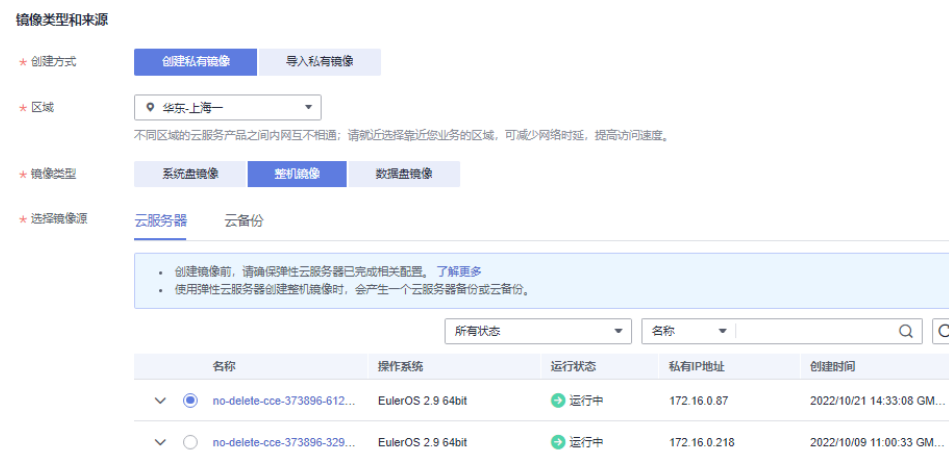 镜像类型和来源
★ 创建方式 创建私有镜像 导入私有镜像
★ 区域 华东-上海一
不同区域的云服务产品之间内网互不相通；请就近选择靠近您业务的区域，可减少网络时延，提高访问速度。
★ 镜像类型 系统盘镜像 整机镜像 数据盘镜像
★ 选择镜像源 云服务器 云备份
• 创建镜像前，请确保弹性云服务器已完成相关配置。 了解更多
• 使用弹性云服务器创建整机镜像时，会产生一个云服务器备份或云备份。
所有状态 名称
名称 操作系统 运行状态 私有IP地址 创建时间
no-delete-cce-373896-612... EulerOS 2.9 64bit 运行中 172.16.0.87 2022/10/21 14:33:08 GM...
no-delete-cce-373896-329... EulerOS 2.9 64bit 运行中 172.16.0.218 2022/10/09 11:00:33 GM...